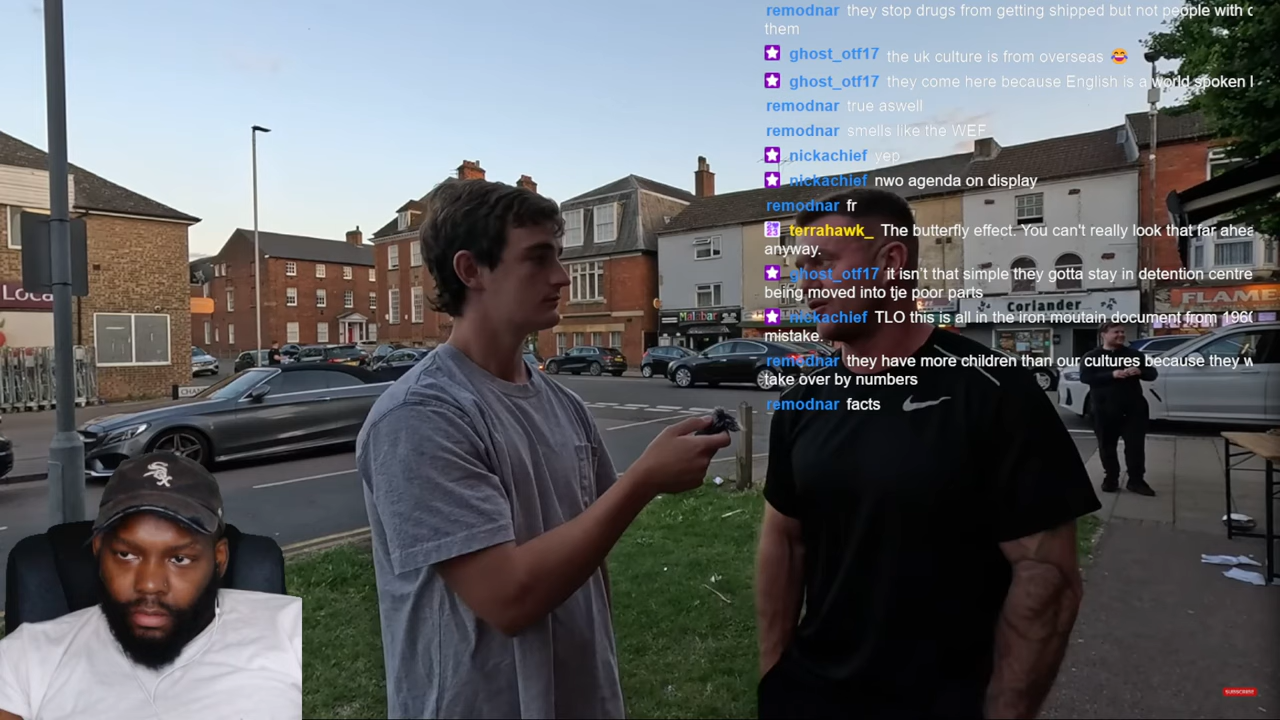 remodnar they stop drugs from getting shipped but not people with
them
ghost_otf17 the uk culture is from overseas 😂
ghost_otf17 they come here because English is a world spoken
remodnar true aswell
remodnar smells like the WEF
nickachief yep
nickachief nwo agenda on display
remodnar fr
terrahawk_ The butterfly effect. You can't really look that far
anyway.
ghost_otf17 it isn't that simple they gotta stay in detention centre
being moved into tje poor parts
nickachief TLO this is all in the iron moutain document from
mistake.
remodnar they have more children than our cultures because they
take over by numbers
remodnar facts
Loca
Malabar
Coriander
FLAME
SUBSCRIBE